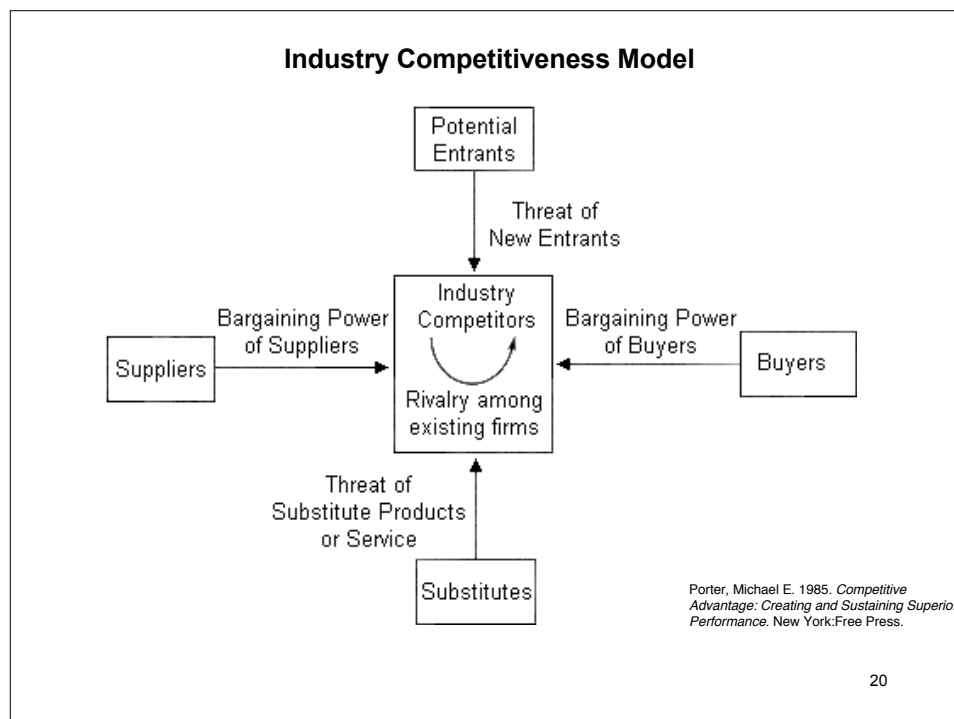 Industry Competitiveness Model
Potential
Entrants
Threat of
New Entrants
Industry
Competitors
Bargaining Power
of Suppliers
Bargaining Power
of Buyers
Suppliers
Buyers
Rivalry among
existing firms
Threat of
Substitute Products
or Service
Substitutes
Porter, Michael E. 1985. Competitive
Advantage: Creating and Sustaining Superio
Performance. New York:Free Press.
20